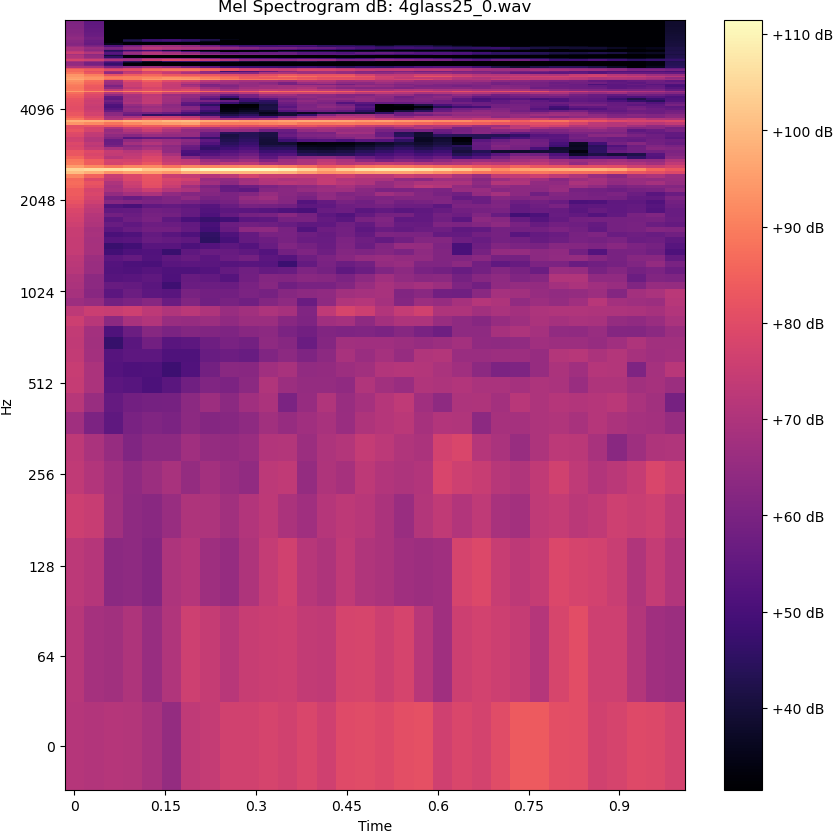 Mel Spectrogram dB: 4glass25_0.wav
+110 dB
+100 dB
+90 dB
+80 dB
+70 dB
+60 dB
+50 dB
+40 dB
4096
2048
1024
512
256
128
64
0
Hz
0 0.15 0.3 0.45 0.6 0.75 0.9
Time